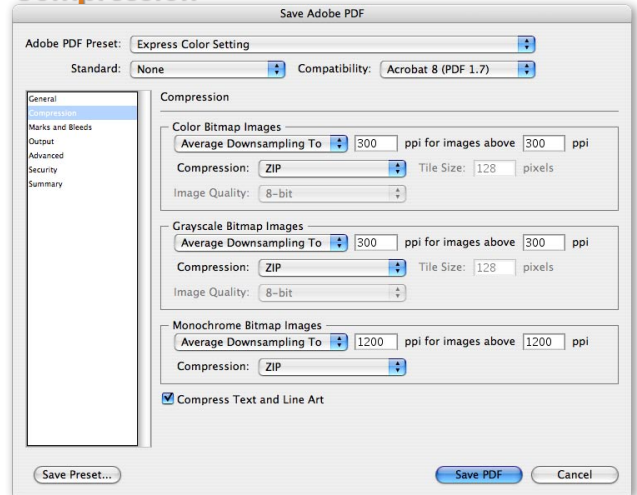 Compression
Save Adobe PDF
Adobe PDF Preset: Express Color Setting
Standard: None Compatibility: Acrobat 8 (PDF 1.7)
General
Compression
Marks and Bleeds
Output
Advanced
Security
Summary
Compression
Color Bitmap Images
Average Downsampling To 300 ppi for images above 300 ppi
Compression: ZIP Tile Size: 128 pixels
Image Quality: 8-bit
Grayscale Bitmap Images
Average Downsampling To 300 ppi for images above 300 ppi
Compression: ZIP Tile Size: 128 pixels
Image Quality: 8-bit
Monochrome Bitmap Images
Average Downsampling To 1200 ppi for images above 1200 ppi
Compression: ZIP
Compress Text and Line Art
Save Preset... Save PDF Cancel